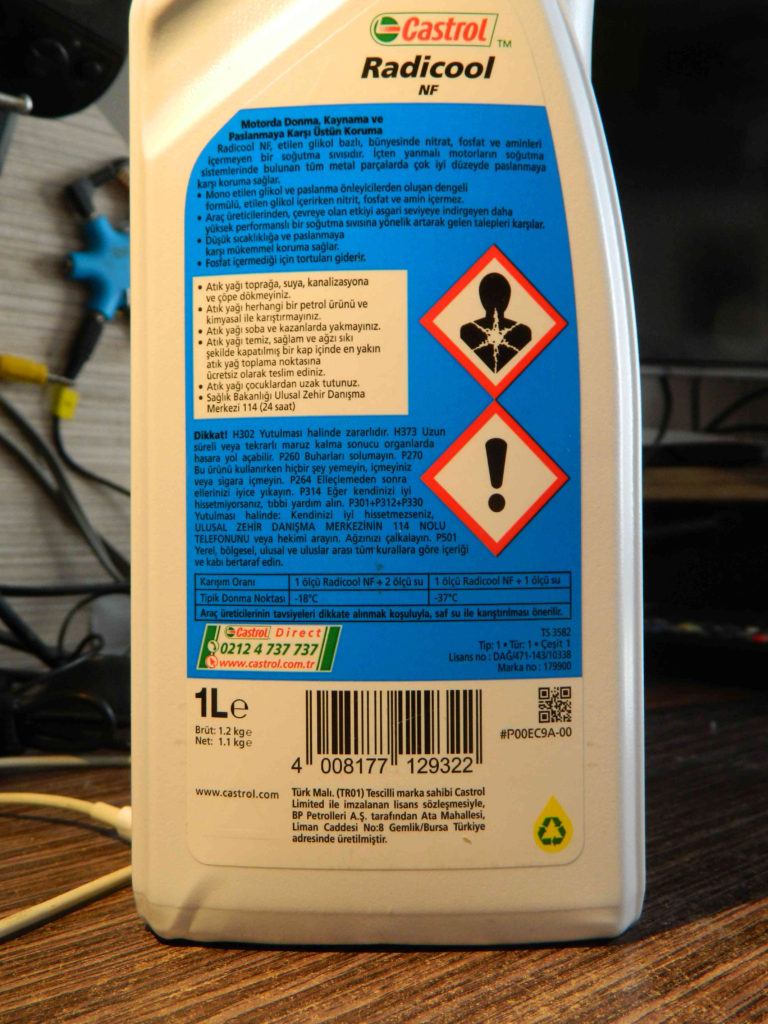 Castrol
TM
Radicool
NF
Motorda Donma, Kaynama ve
Paslanmaya Karşı Üstün Koruma
Radicool NF, etilen glikol bazlı, bünyesinde nitrat, fosfat ve aminleri
içermeyen bir soğutma sıvısıdır. İçten yanmalı motorların soğutma
sistemlerinde bulunan tüm metal parçalarda çok iyi düzeyde paslanmaya
karşı koruma sağlar.
• Mono etilen glikol ve paslanma önleyicilerden oluşan dengeli
formülü, etilen glikol içerirken nitrit, fosfat ve amin içermez.
• Araç üreticilerinden, çevreye olan etkiyi asgari seviyeye indirgeyen daha
yüksek performanslı bir soğutma sıvısına yönelik artarak gelen talepleri karşılar.
• Düşük sıcaklıklığa ve paslanmaya
karşı mükemmel koruma sağlar.
• Fosfat içermediği için tortuları giderir.
• Atık yağı toprağa, suya, kanalizasyona
ve çöpe dökmeyiniz.
• Atık yağı herhangi bir petrol ürünü ve
kimyasal ile karıştırmayınız.
• Atık yağı soba ve kazanlarda yakmayınız.
• Atık yağı temiz, sağlam ve ağzı sıkı
şekilde kapatılmış bir kap içinde en yakın
atık yağ toplama noktasına
ücretsiz olarak teslim ediniz.
• Atık yağı çocuklardan uzak tutunuz.
• Sağlık Bakanlığı Ulusal Zehir Danışma
Merkezi 114 (24 saat)
Dikkat! H302 Yutulması halinde zararlıdır. H373 Uzun
süreli veya tekrarlı maruz kalma sonucu organlarda
hasara yol açabilir. P260 Buharları solumayın. P270
Bu ürünü kullanırken hiçbir şey yemeyin, içmeyiniz
veya sigara içmeyin. P264 Elleçlemeden sonra
ellerinizi iyice yıkayın. P314 Eğer kendinizi iyi
hissetmiyorsanız, tıbbi yardım alın. P301+P312+P330
Yutulması halinde: Kendinizi iyi hissetmezseniz,
ULUSAL ZEHİR DANIŞMA MERKEZİNİN 114 NOLU
TELEFONUNU veya hekimi arayın. Ağzınızı çalkalayın. P501
Yerel, bölgesel, ulusal ve uluslar arası tüm kurallara göre içeriği
ve kabı bertaraf edin.
Karışım Oranı 1 ölçü Radicool NF + 2 ölçü su 1 ölçü Radicool NF + 1 ölçü su
Tipik Donma Noktası -18°C -37°C
Araç üreticilerinin tavsiyeleri dikkate alınmak koşuluyla, saf su ile karıştırılması önerilir.
Castrol Direct
0212 4 737 737
www.castrol.com.tr
TS 3582
Tip: 1 • Tür: 1 • Çeşit 1
Lisans no : DAĞ/471-143/10338
Marka no : 179900
1Le
Brüt: 1.2 kg e
Net: 1.1 kg e
4 008177 129322
#P00EC9A-00
www.castrol.com
Türk Malı. (TR01) Tescilli marka sahibi Castrol
Limited ile imzalanan lisans sözleşmesiyle,
BP Petrolleri A.Ş. tarafından Ata Mahallesi,
Liman Caddesi No:8 Gemlik/Bursa Türkiye
adresinde üretilmiştir.